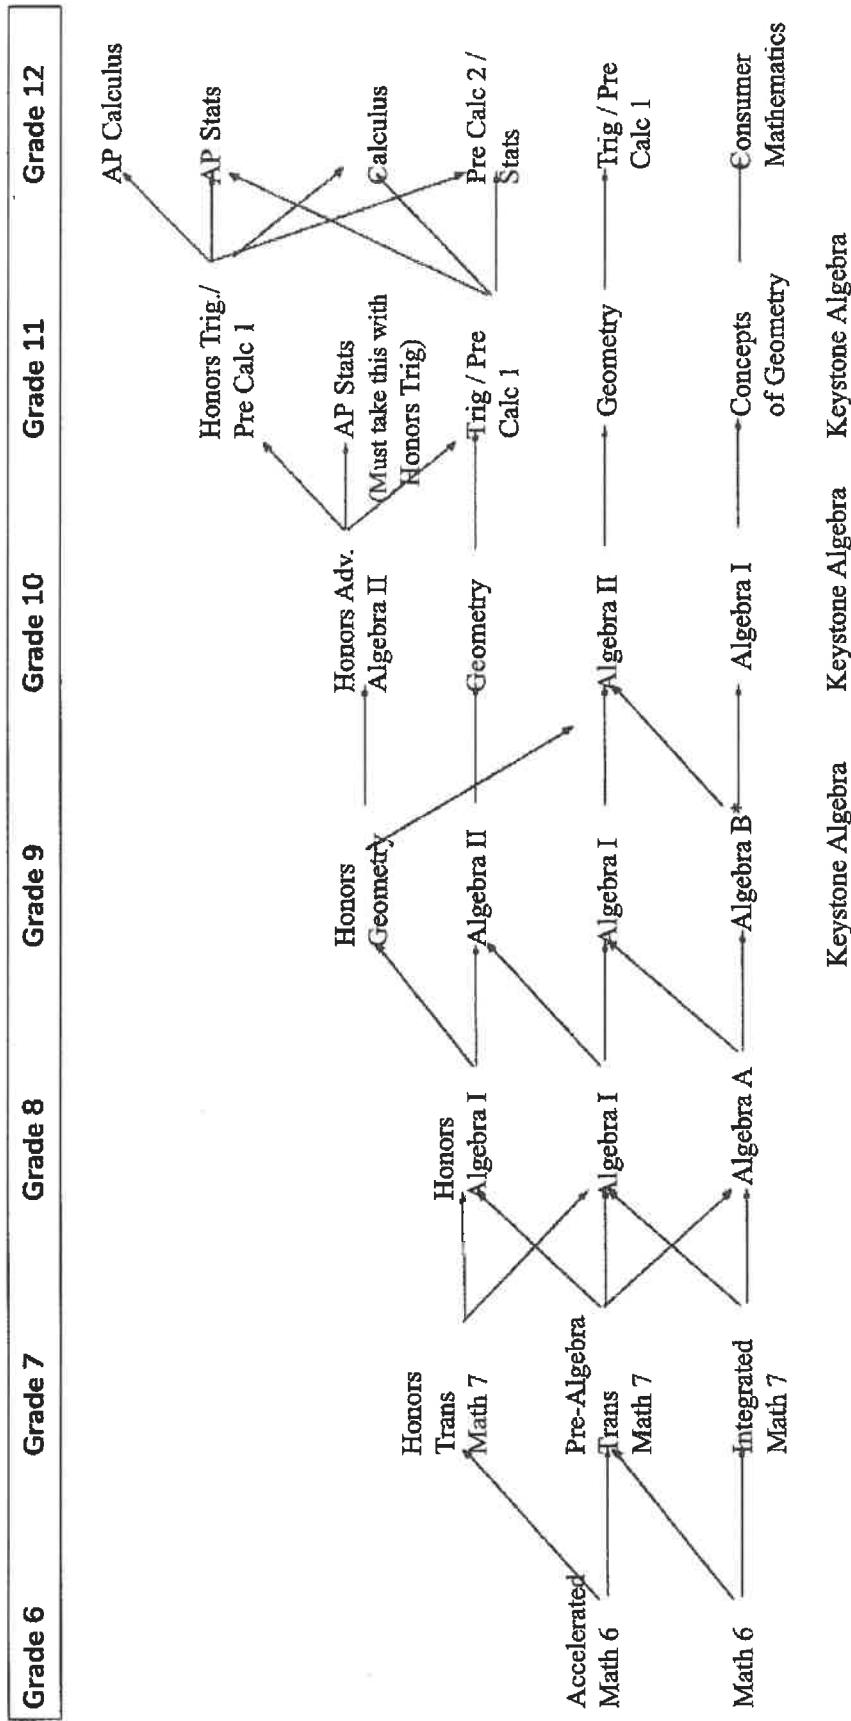 Grade 6
Grade 7
Grade 8
Grade 9
Grade 10
Grade 11
Grade 12
Accelerated
Math 6
Math 6
Honors
Trans
Math 7
Pre-Algebra
Trans
Math 7
Integrated
Math 7
Honors
Algebra I
Algebra I
Algebra A
Honors
Geometry
Algebra II
Algebra I
Algebra B*
Keystone Algebra
Honors Adv.
Algebra II
Geometry
Algebra II
Algebra I
Keystone Algebra
Honors Trig./
Pre Calc 1
AP Stats
(Must take this with
Honors Trig)
Trig / Pre
Calc 1
Geometry
Concepts
of Geometry
Keystone Algebra
AP Calculus
AP Stats
Calculus
Pre Calc 2 /
Stats
Trig / Pre
Calc 1
Consumer
Mathematics